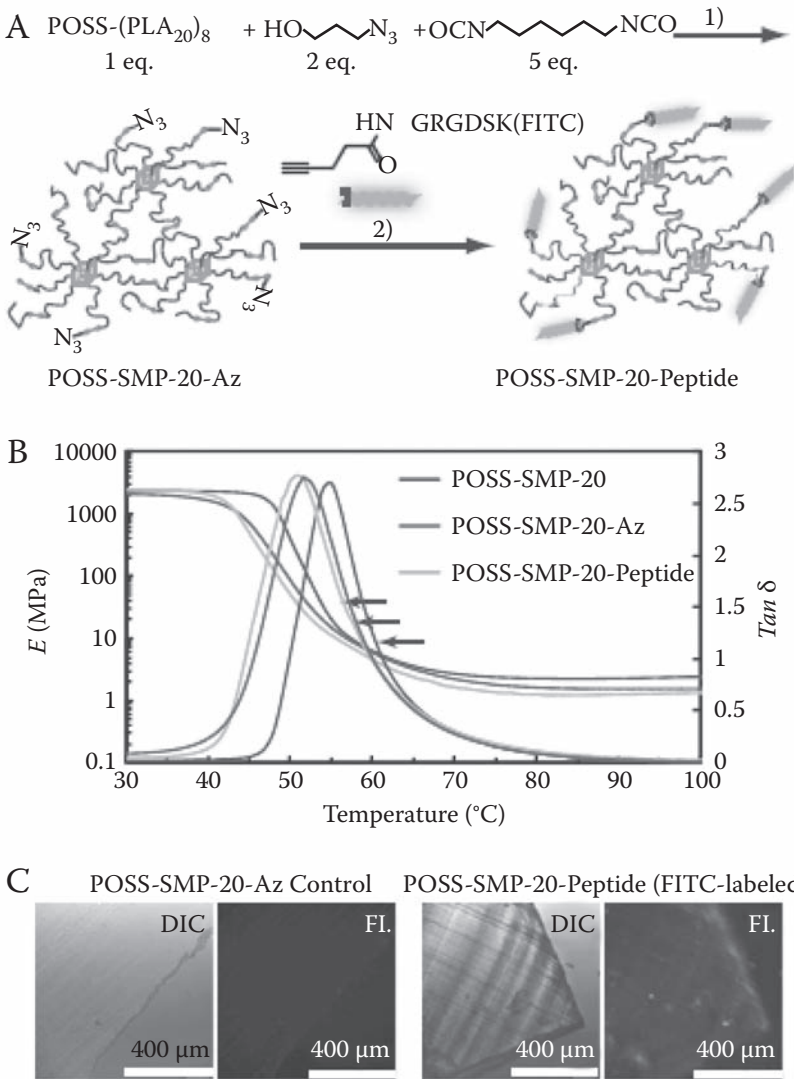 A
POSS-(PLA20)8 + HO N3 + OCN NCO 1)
1 eq. 2 eq. 5 eq.
N3 N3
HN GRGDSK(FITC)
O
N3
N3
2)
N3
N3
POSS-SMP-20-Az POSS-SMP-20-Peptide
B
10000 3
POSS-SMP-20
1000 2.5
POSS-SMP-20-Az
100 2
POSS-SMP-20-Peptide
E (MPa) 1.5 Tan δ
10 1
1 0.5
0.1 0
30 40 50 60 70 80 90 100
Temperature (°C)
C POSS-SMP-20-Az Control POSS-SMP-20-Peptide (FITC-labeled
DIC FI. DIC FI.
400 μm 400 μm 400 μm 400 μm